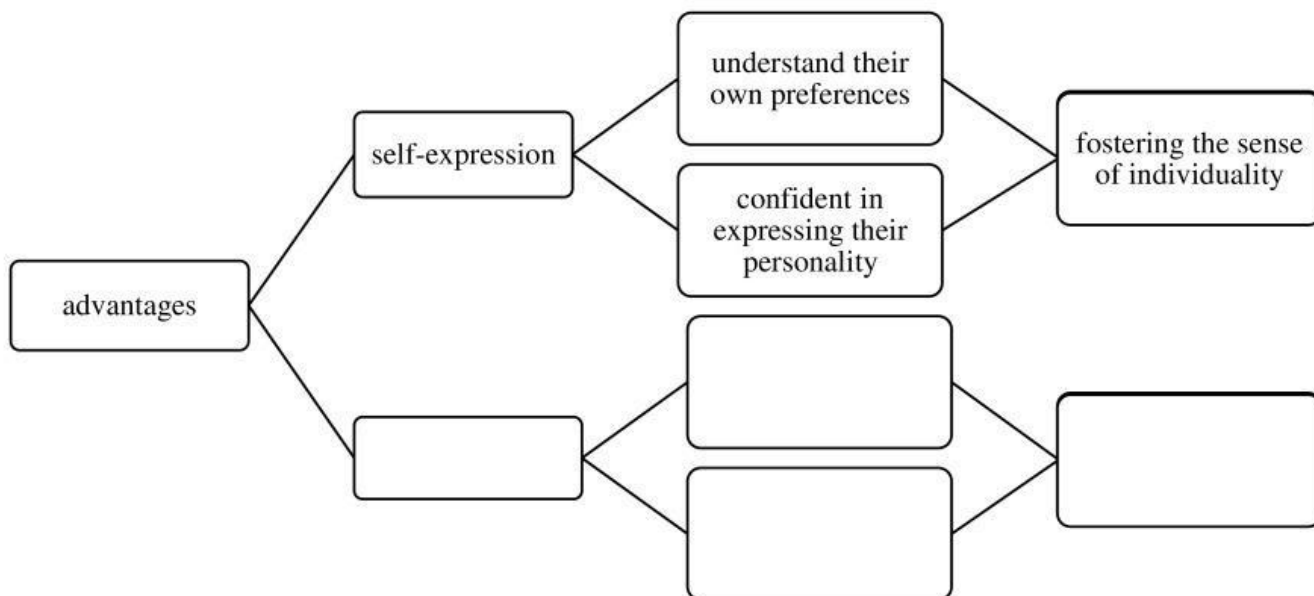 understand their
own preferences
self-expression
fostering the sense
of individuality
confident in
expressing their
personality
advantages